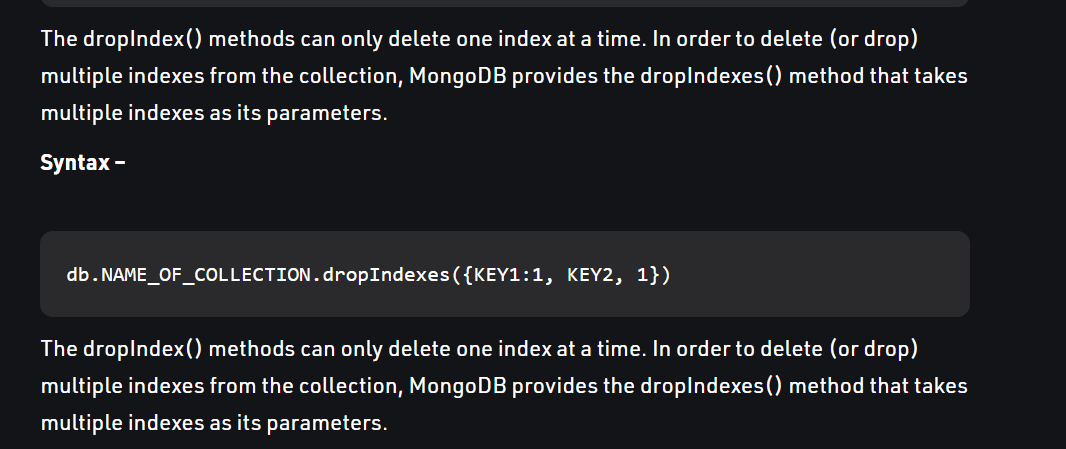 The dropIndex() methods can only delete one index at a time. In order to delete (or drop)
multiple indexes from the collection, MongoDB provides the dropIndexes() method that takes
multiple indexes as its parameters.
Syntax –
db.NAME_OF_COLLECTION.dropIndexes({KEY1:1, KEY2, 1})
The dropIndex() methods can only delete one index at a time. In order to delete (or drop)
multiple indexes from the collection, MongoDB provides the dropIndexes() method that takes
multiple indexes as its parameters.